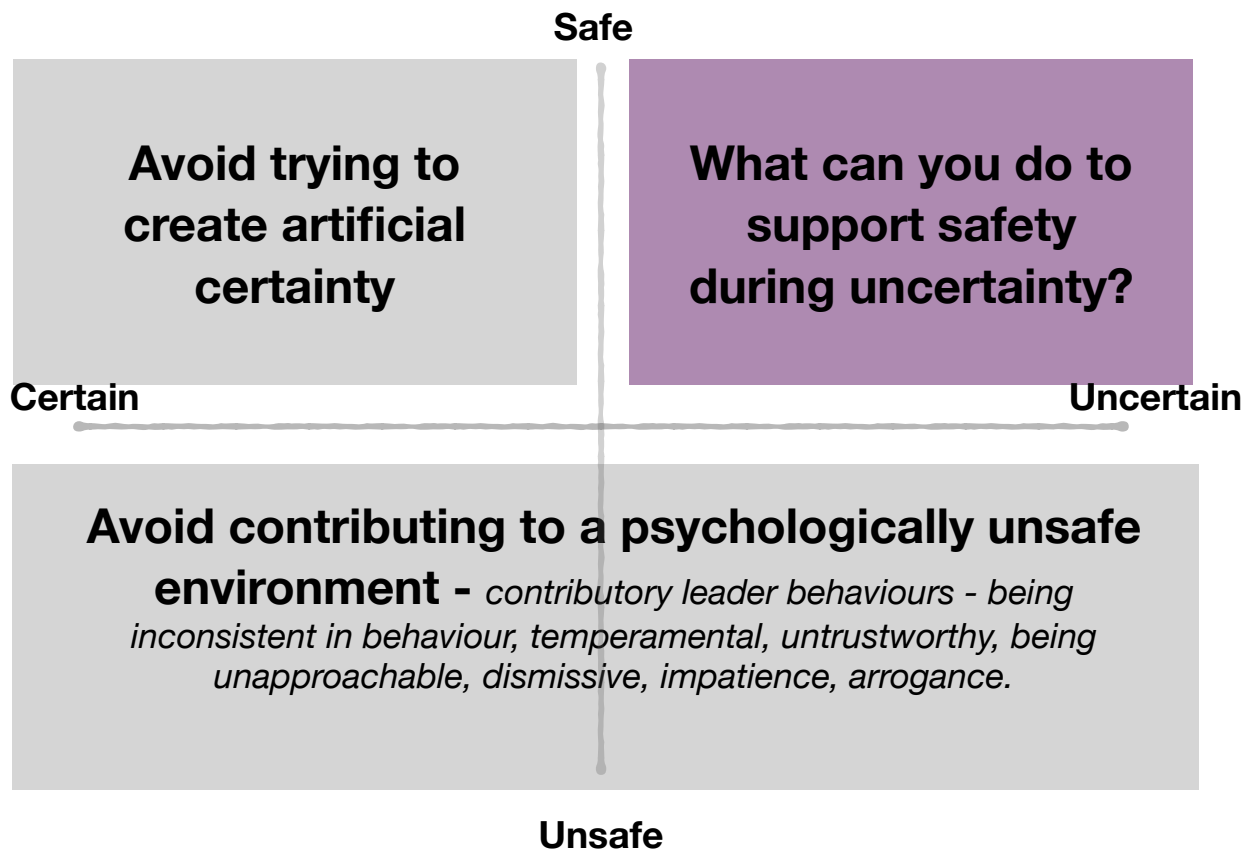 Safe
Avoid trying to
create artificial
certainty
What can you do to
support safety
during uncertainty?
Certain
Uncertain
Avoid contributing to a psychologically unsafe
environment - contributory leader behaviours - being
inconsistent in behaviour, temperamental, untrustworthy, being
unapproachable, dismissive, impatience, arrogance.
Unsafe